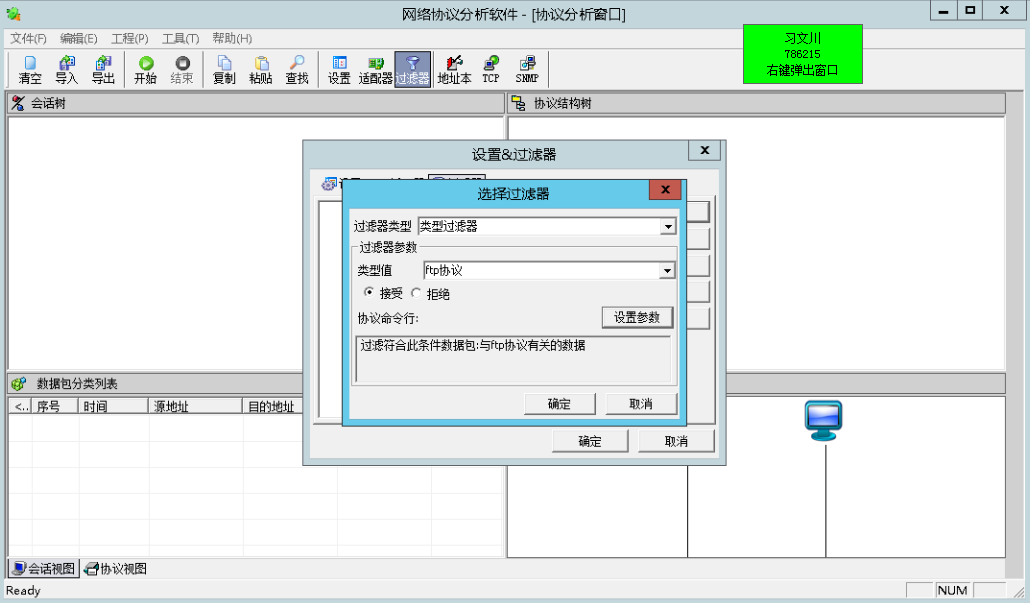 网络协议分析软件 - [协议分析窗口]
文件(F) 编辑(E) 工程(P) 工具(T) 帮助(H)
习文川
786215
右键弹出窗口
清空 导入 导出 开始 结束 复制 粘贴 查找 设置 适配器 过滤器 地址本 TCP SNMP
会话树
协议结构树
设置&过滤器
选择过滤器
过滤器类型 类型过滤器
过滤器参数
类型值 ftp协议
接受 拒绝
协议命令行: 设置参数
过滤符合此条件数据包:与ftp协议有关的数据
确定 取消
确定 取消
数据包分类列表
<.. 序号 时间 源地址 目的地址
会话视图 协议视图
Ready
NUM